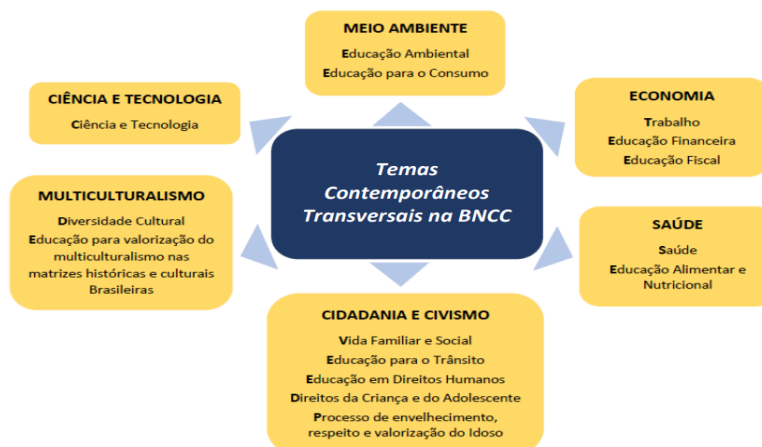 MEIO AMBIENTE
Educação Ambiental
Educação para o Consumo
CIÊNCIA E TECNOLOGIA
Ciência e Tecnologia
ECONOMIA
Trabalho
Educação Financeira
Educação Fiscal
Temas
Contemporâneos
Transversais na BNCC
MULTICULTURALISMO
Diversidade Cultural
Educação para valorização do
multiculturalismo nas
matrizes históricas e culturais
Brasileiras
SAÚDE
Saúde
Educação Alimentar e
Nutricional
CIDADANIA E CIVISMO
Vida Familiar e Social
Educação para o Trânsito
Educação em Direitos Humanos
Direitos da Criança e do Adolescente
Processo de envelhecimento,
respeito e valorização do Idoso